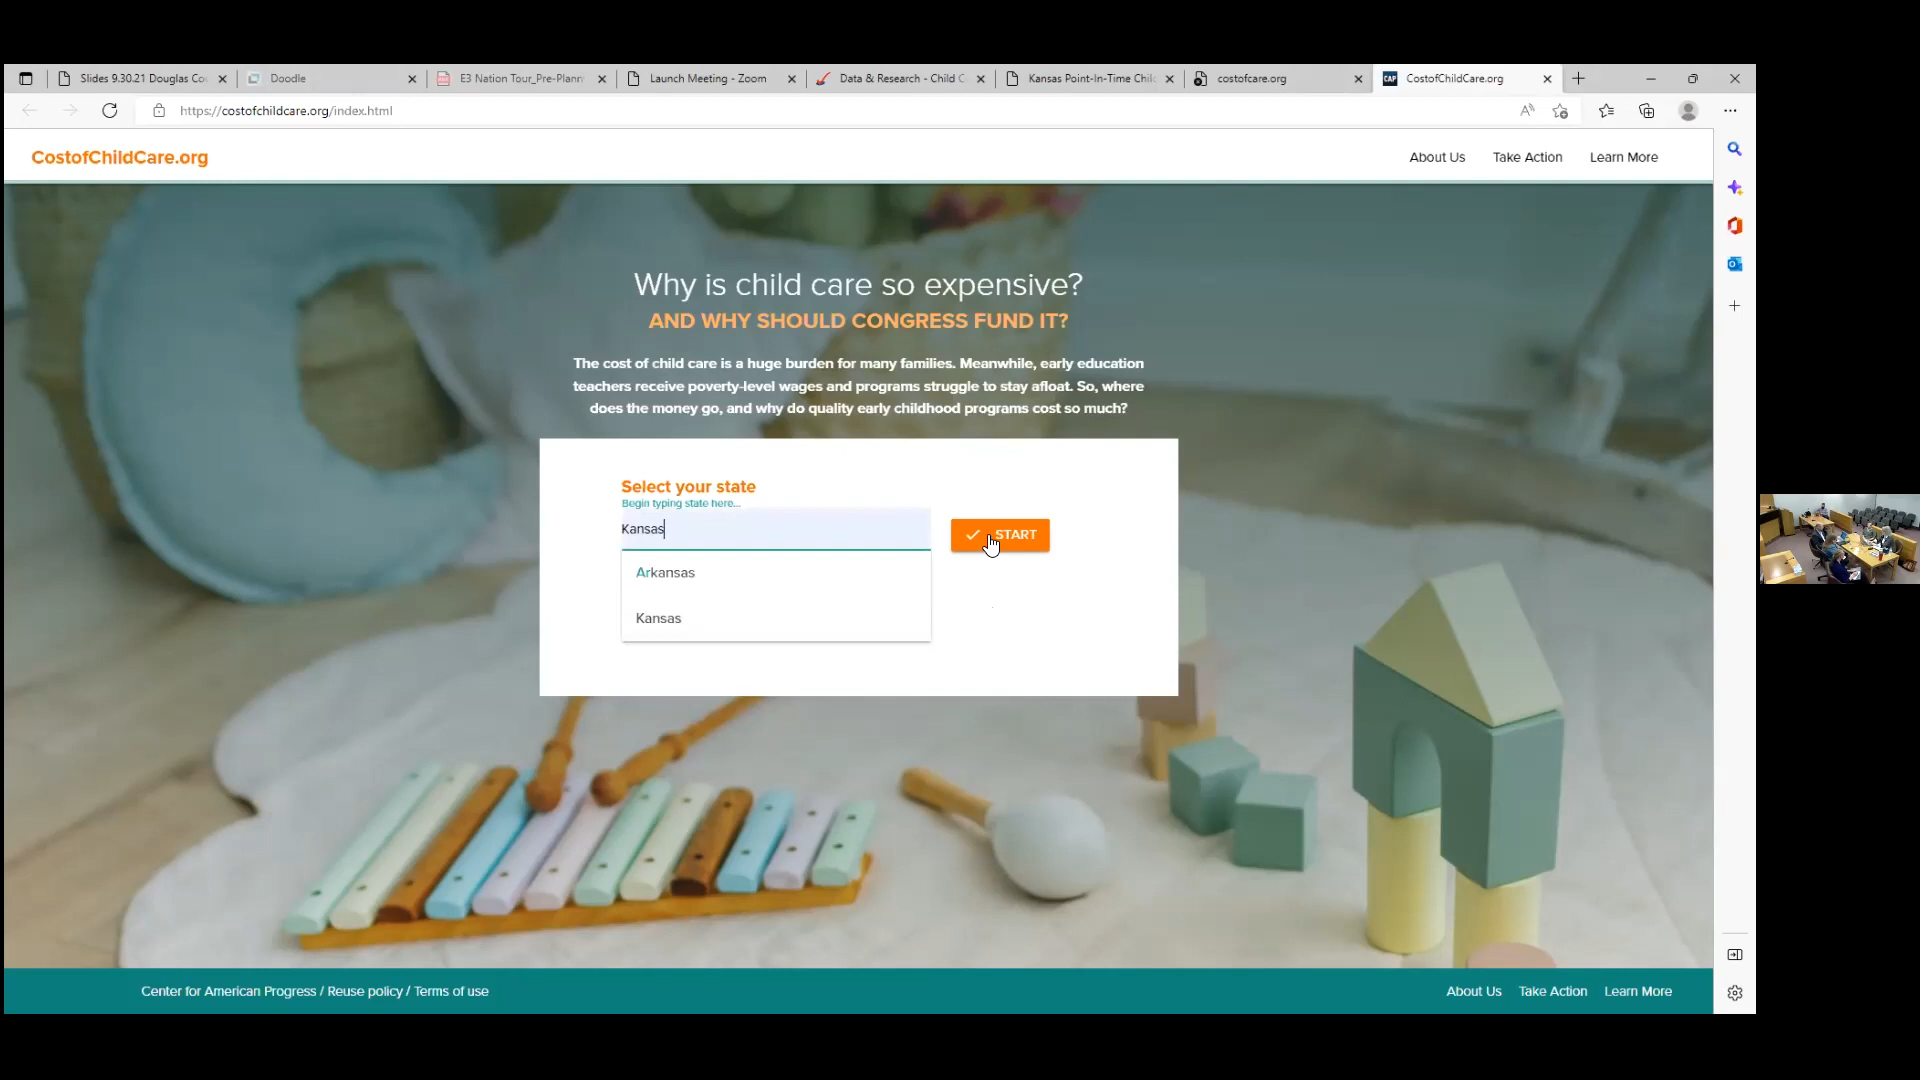 Slides 9.30.21 Douglas Co
Doodle
E3 Nation Tour_Pre-Plann
Launch Meeting - Zoom
Data & Research - Child C
Kansas Point-In-Time Chil
costofcare.org
CAP
CostofChildCare.org
https://costofchildcare.org/index.html
CostofChildCare.org
About Us
Take Action
Learn More
Why is child care so expensive?
AND WHY SHOULD CONGRESS FUND IT?
The cost of child care is a huge burden for many families. Meanwhile, early education
teachers receive poverty-level wages and programs struggle to stay afloat. So, where
does the money go, and why do quality early childhood programs cost so much?
Select your state
Begin typing state here...
Kansas
START
Arkansas
Kansas
Center for American Progress / Reuse policy / Terms of use
About Us
Take Action
Learn More